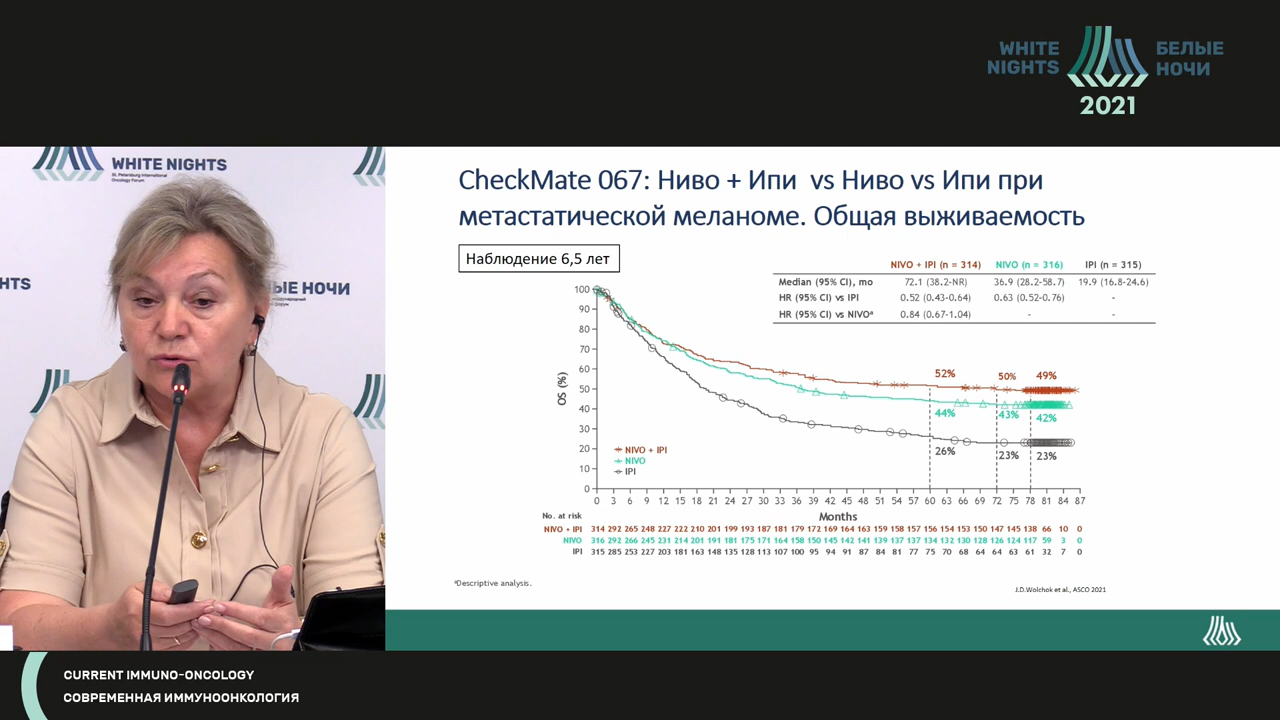 WHITE NIGHTS
БЕЛЫЕ НОЧИ
2021
WHITE NIGHTS
St. Petersburg International
Oncology Forum
HTS
ЛЫЕ НОЧИ
CheckMate 067: Ниво + Ипи vs Ниво vs Ипи при
метастатической меланоме. Общая выживаемость
Наблюдение 6,5 лет
NIVO + IPI (n = 314) NIVO (n = 316) IPI (n = 315)
Median (95% CI), mo 72.1 (38.2-NR) 36.9 (28.2-58.7) 19.9 (16.8-24.6)
HR (95% CI) vs IPI 0.52 (0.43-0.64) 0.63 (0.52-0.76) -
HR (95% CI) vs NIVOª 0.84 (0.67-1.04) - -
OS (%)
100
90
80
70
60
50
40
30
20
10
0
52% 50% 49%
44% 43% 42%
26% 23% 23%
NIVO + IPI
NIVO
IPI
0 3 6 9 12 15 18 21 24 27 30 33 36 39 42 45 48 51 54 57 60 63 66 69 72 75 78 81 84 87
Months
No. at risk
NIVO + IPI 314 292 265 248 227 222 210 201 199 193 187 181 179 172 169 164 163 159 158 157 156 154 153 150 147 145 138 66 10 0
NIVO 316 292 266 245 231 214 201 191 181 175 171 164 158 150 145 142 141 139 137 137 134 132 130 128 126 124 117 59 3 0
IPI 315 285 253 227 203 181 163 148 135 128 113 107 100 95 94 91 87 84 81 77 75 70 68 64 64 63 61 32 7 0
ªDescriptive analysis.
J.D.Wolchok et al., ASCO 2021
CURRENT IMMUNO-ONCOLOGY
СОВРЕМЕННАЯ ИММУНООНКОЛОГИЯ